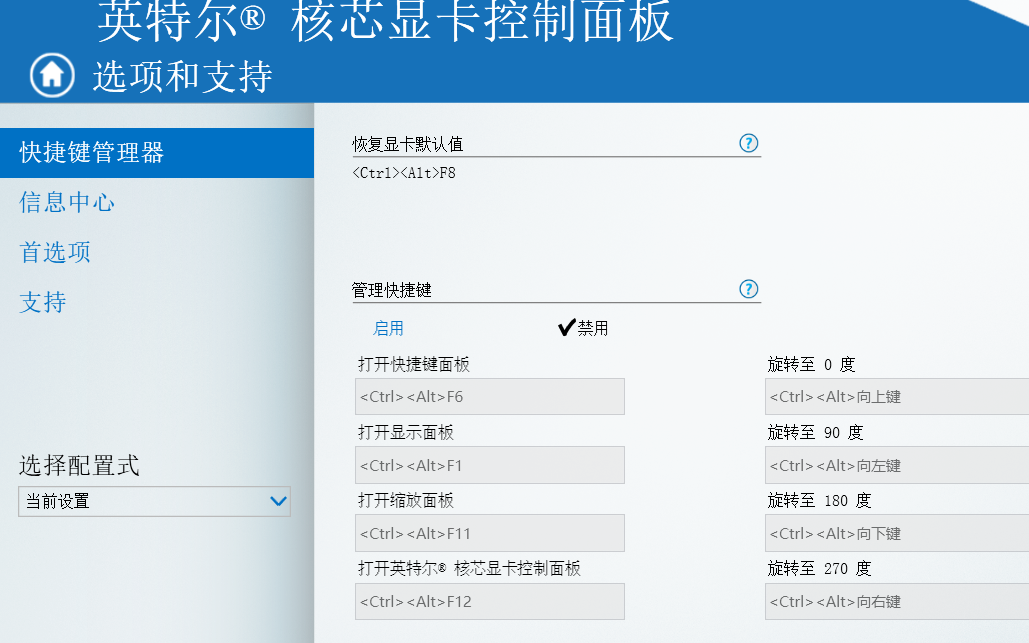 英特尔® 核芯显卡控制面板
选项和支持
快捷键管理器
信息中心
首选项
支持
选择配置式
当前设置
恢复显卡默认值
?
<Ctrl><Alt>F8
管理快捷键
?
启用
禁用
打开快捷键面板
<Ctrl><Alt>F6
打开显示面板
<Ctrl><Alt>F1
打开缩放面板
<Ctrl><Alt>F11
打开英特尔® 核芯显卡控制面板
<Ctrl><Alt>F12
旋转至 0 度
<Ctrl><Alt>向上键
旋转至 90 度
<Ctrl><Alt>向左键
旋转至 180 度
<Ctrl><Alt>向下键
旋转至 270 度
<Ctrl><Alt>向右键